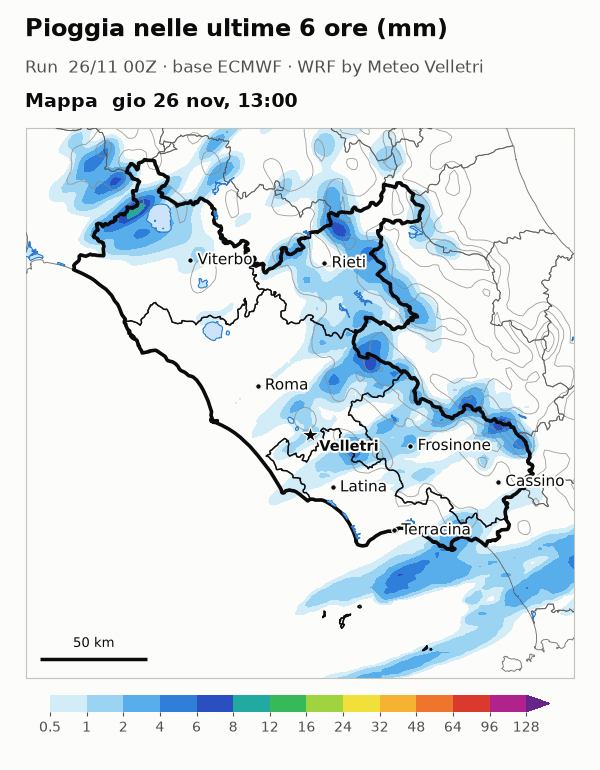 Pioggia nelle ultime 6 ore (mm)
Run 26/11 00Z · base ECMWF · WRF by Meteo Velletri
Mappa gio 26 nov, 13:00
Viterbo
Rieti
Roma
Velletri
Frosinone
Latina
Cassino
Terracina
50 km
0.5 1 2 4 6 8 12 16 24 32 48 64 96 128